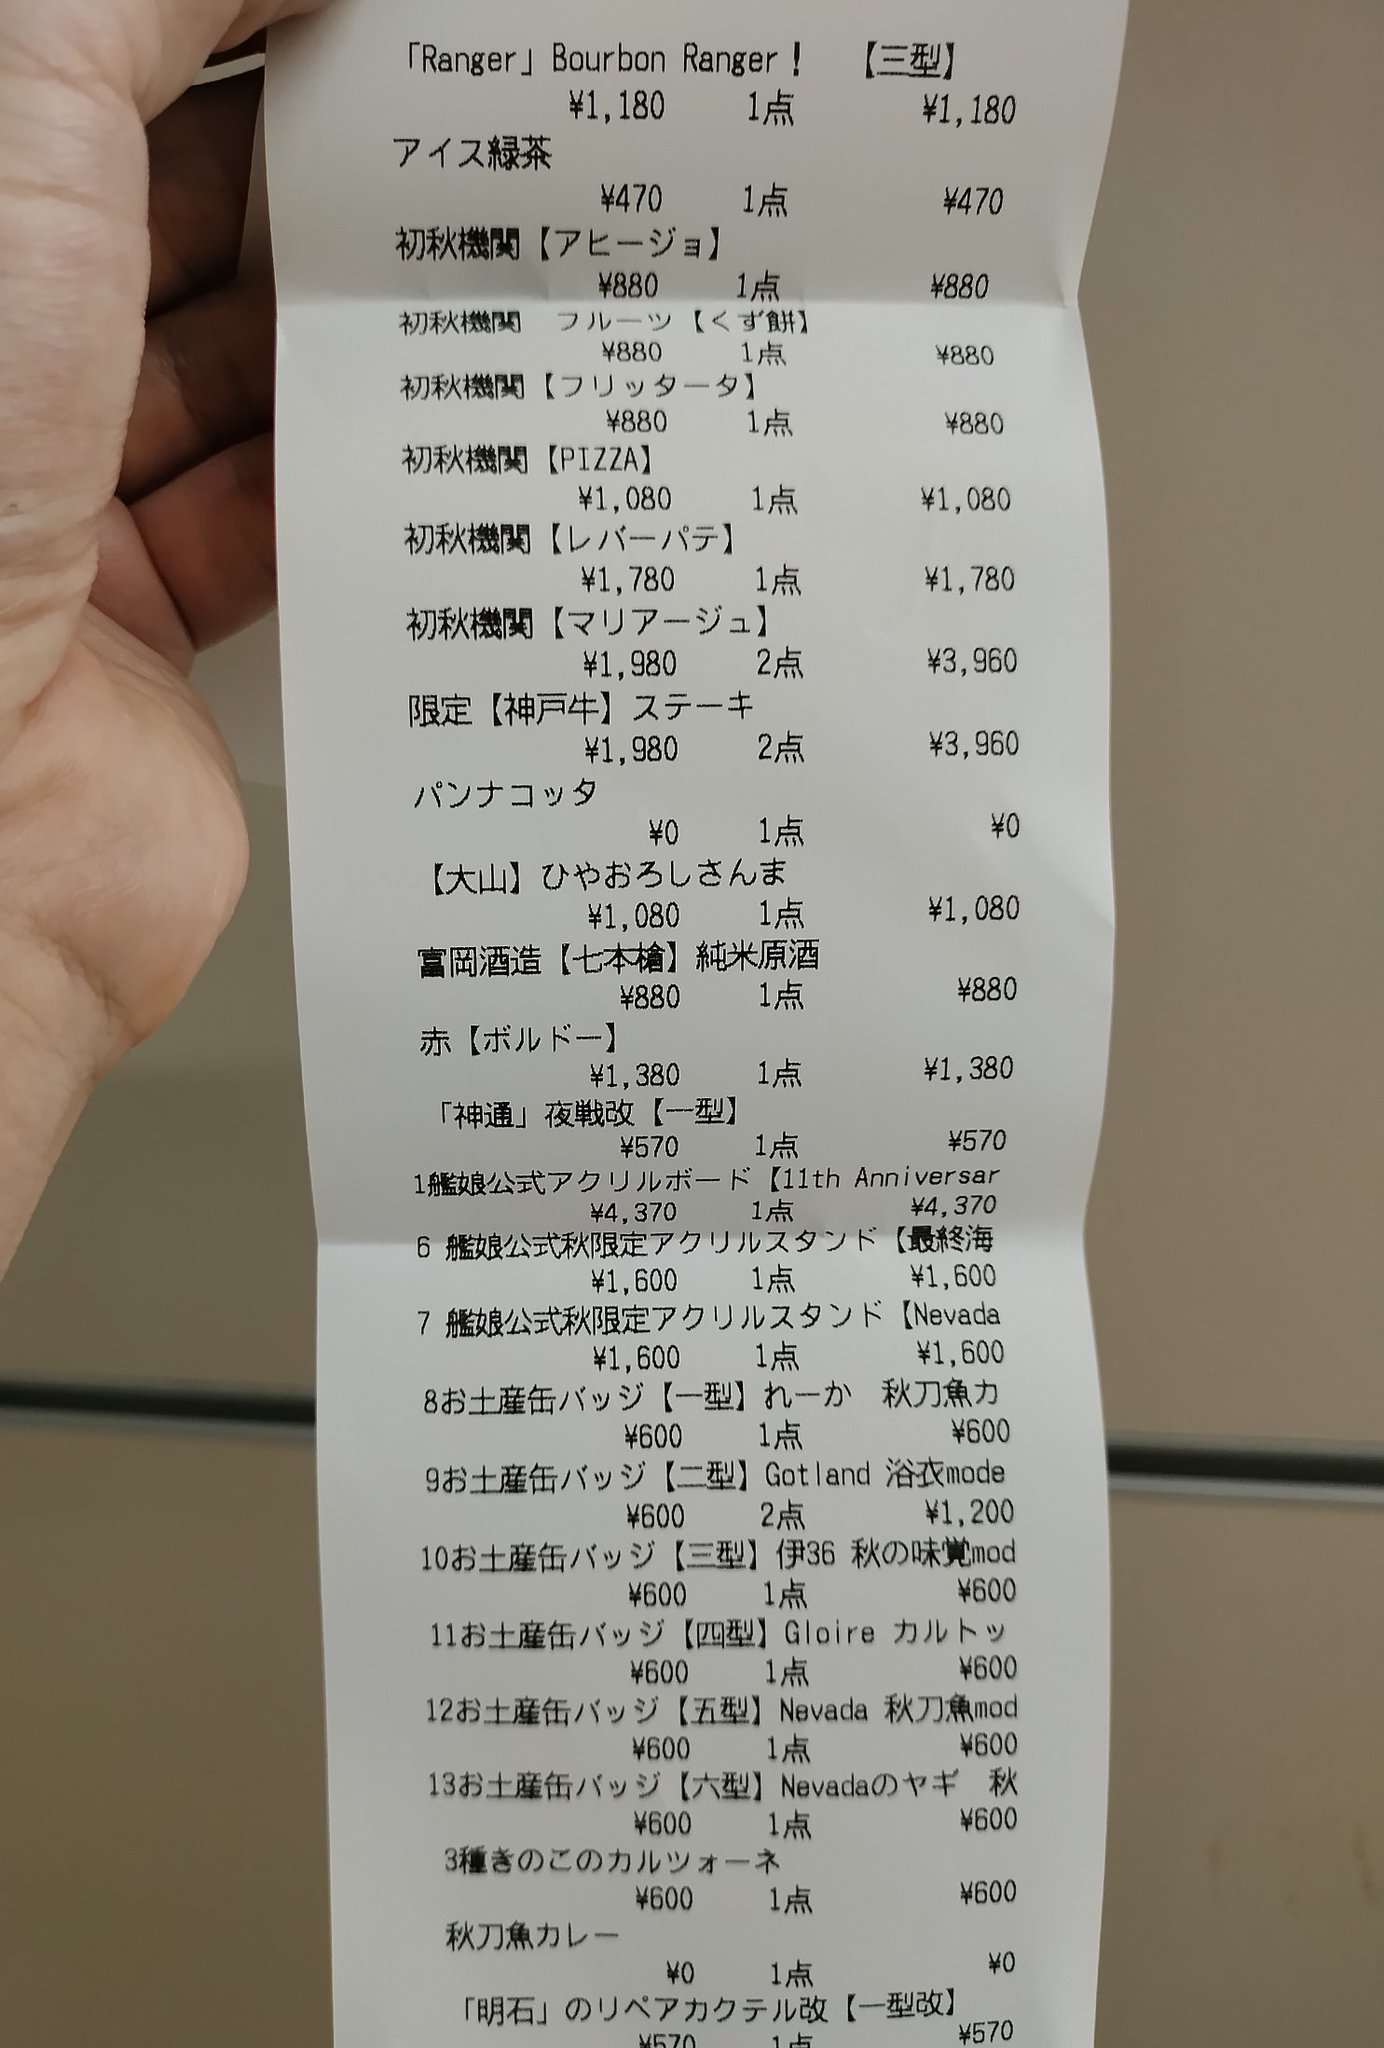 「Ranger」Bourbon Ranger！　【三型】
¥1,180 1点 ¥1,180
アイス緑茶
¥470 1点 ¥470
初秋機関【アヒージョ】
¥880 1点 ¥880
初秋機関　フルーツ【くず餅】
¥880 1点 ¥880
初秋機関【フリッタータ】
¥880 1点 ¥880
初秋機関【PIZZA】
¥1,080 1点 ¥1,080
初秋機関【レバーパテ】
¥1,780 1点 ¥1,780
初秋機関【マリアージュ】
¥1,980 2点 ¥3,960
限定【神戸牛】ステーキ
¥1,980 2点 ¥3,960
パンナコッタ
¥0 1点 ¥0
【大山】ひやおろしさんま
¥1,080 1点 ¥1,080
冨岡酒造【七本槍】純米原酒
¥880 1点 ¥880
赤【ボルドー】
¥1,380 1点 ¥1,380
「神通」夜戦改【一型】
¥570 1点 ¥570
1艦娘公式アクリルボード【11th Anniversar
¥4,370 1点 ¥4,370
6 艦娘公式秋限定アクリルスタンド【最終海
¥1,600 1点 ¥1,600
7 艦娘公式秋限定アクリルスタンド【Nevada
¥1,600 1点 ¥1,600
8お土産缶バッジ【一型】れーか　秋刀魚カ
¥600 1点 ¥600
9お土産缶バッジ【二型】Gotland 浴衣mode
¥600 2点 ¥1,200
10お土産缶バッジ【三型】伊36 秋の味覚mod
¥600 1点 ¥600
11お土産缶バッジ【四型】Gloire カルトッ
¥600 1点 ¥600
12お土産缶バッジ【五型】Nevada 秋刀魚mod
¥600 1点 ¥600
13お土産缶バッジ【六型】Nevadaのヤギ　秋
¥600 1点 ¥600
3種きのこのカルツォーネ
¥600 1点 ¥600
秋刀魚カレー
¥0 1点 ¥0
「明石」のリペアカクテル改【一型改】
¥570 1点 ¥570